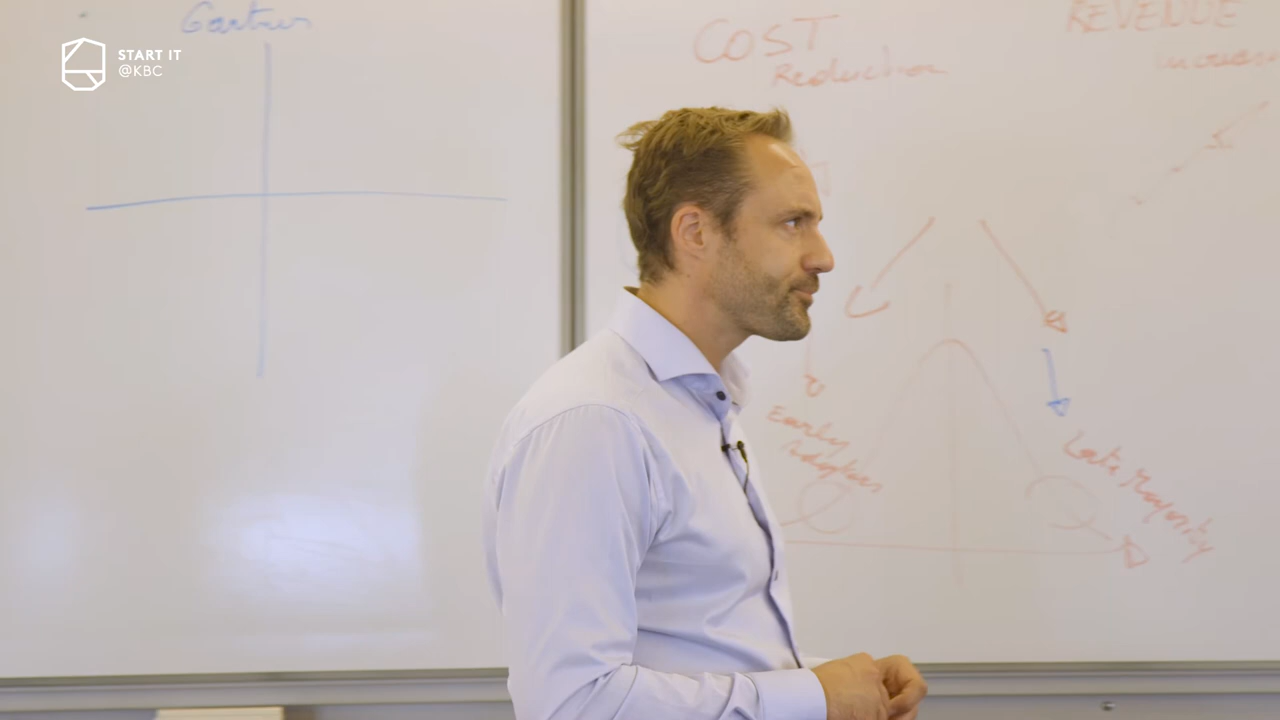 START IT
@KBC
Gartner
COST
Reduction
REVENUE
Early
Adopters
Late Majority